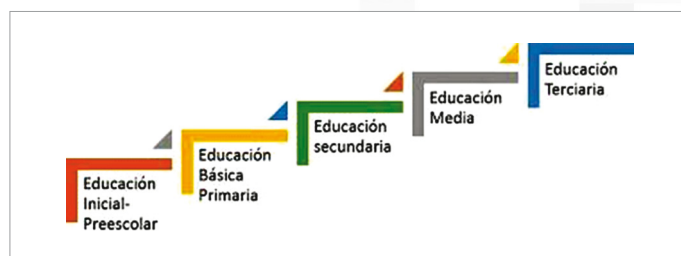 Educación
Inicial-
Preescolar
Educación
Básica
Primaria
Educación
secundaria
Educación
Media
Educación
Terciaria